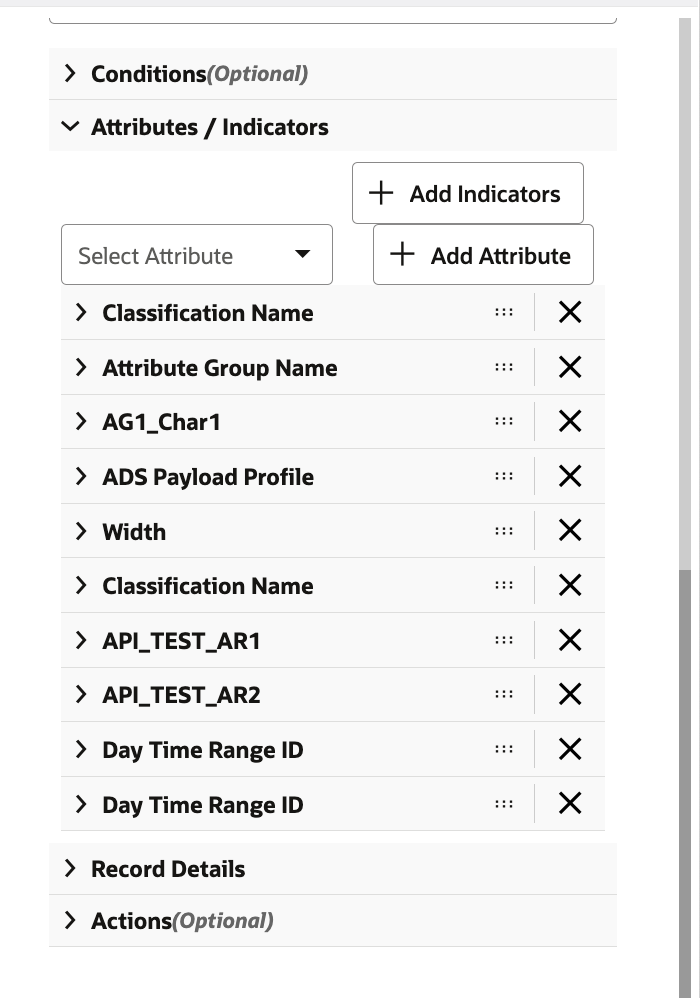 Conditions(Optional)
Attributes / Indicators
Add Indicators
Select Attribute
Add Attribute
Classification Name
Attribute Group Name
AG1_Char1
ADS Payload Profile
Width
Classification Name
API_TEST_AR1
API_TEST_AR2
Day Time Range ID
Day Time Range ID
Record Details
Actions(Optional)